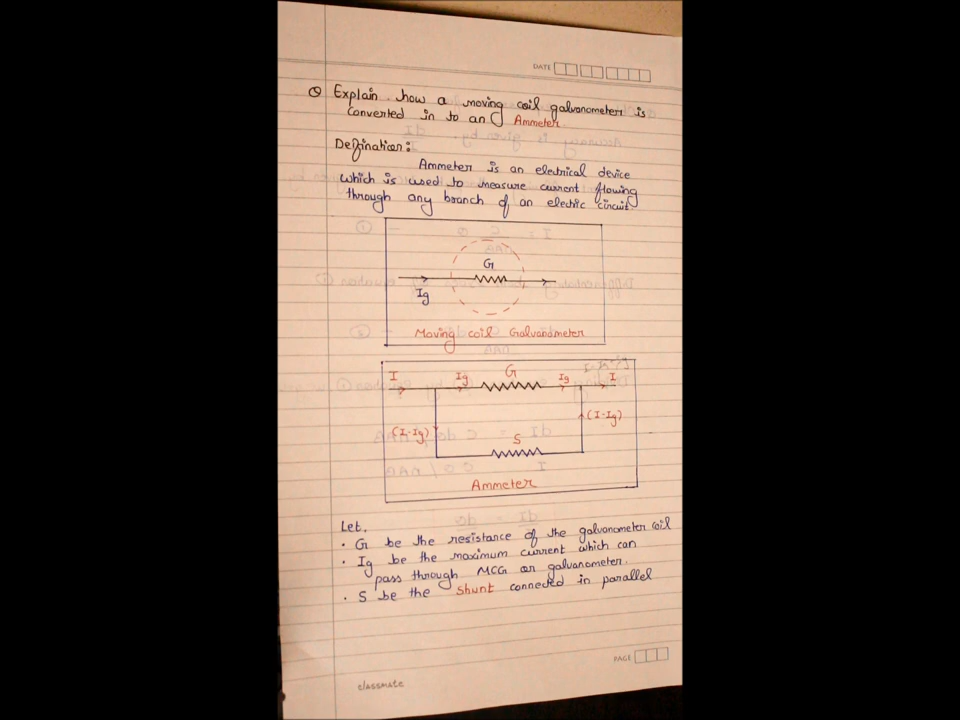 DATE
Q Explain how a moving coil galvanometer is
converted in to an Ammeter.
Defination:
Ammeter is an electrical device
which is used to measure current flowing
through any branch of an electric circuit.
G
Ig
Moving coil Galvanometer
I Ig G Ig I
(I-Ig) (I-Ig)
S
Ammeter
Let,
· G be the resistance of the galvanometer coil
· Ig be the maximum current which can
pass through MCG or galvanometer.
· S be the Shunt connected in parallel
PAGE
classmate